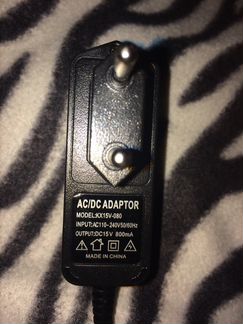 AC/DC ADAPTOR
MODEL:KX15V-080
INPUT:AC110-240V50/60Hz
OUTPUT:DC15V 800mA
MADE IN CHINA